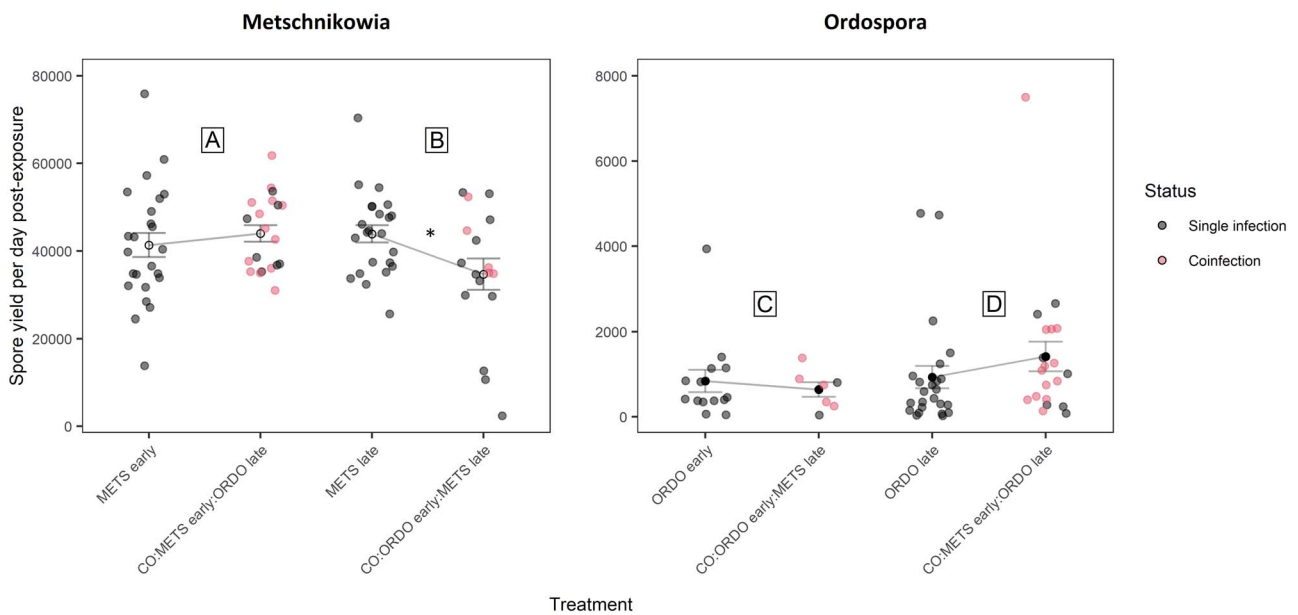 Metschnikowia
Ordospora
Spore yield per day post-exposure
80000
60000
40000
20000
0
A
B
*
METS early
CO:METS early:ORDO late
METS late
CO:ORDO early:METS late
8000
6000
4000
2000
0
C
D
ORDO early
CO:ORDO early:METS late
ORDO late
CO:METS early:ORDO late
Treatment
Status
Single infection
Coinfection